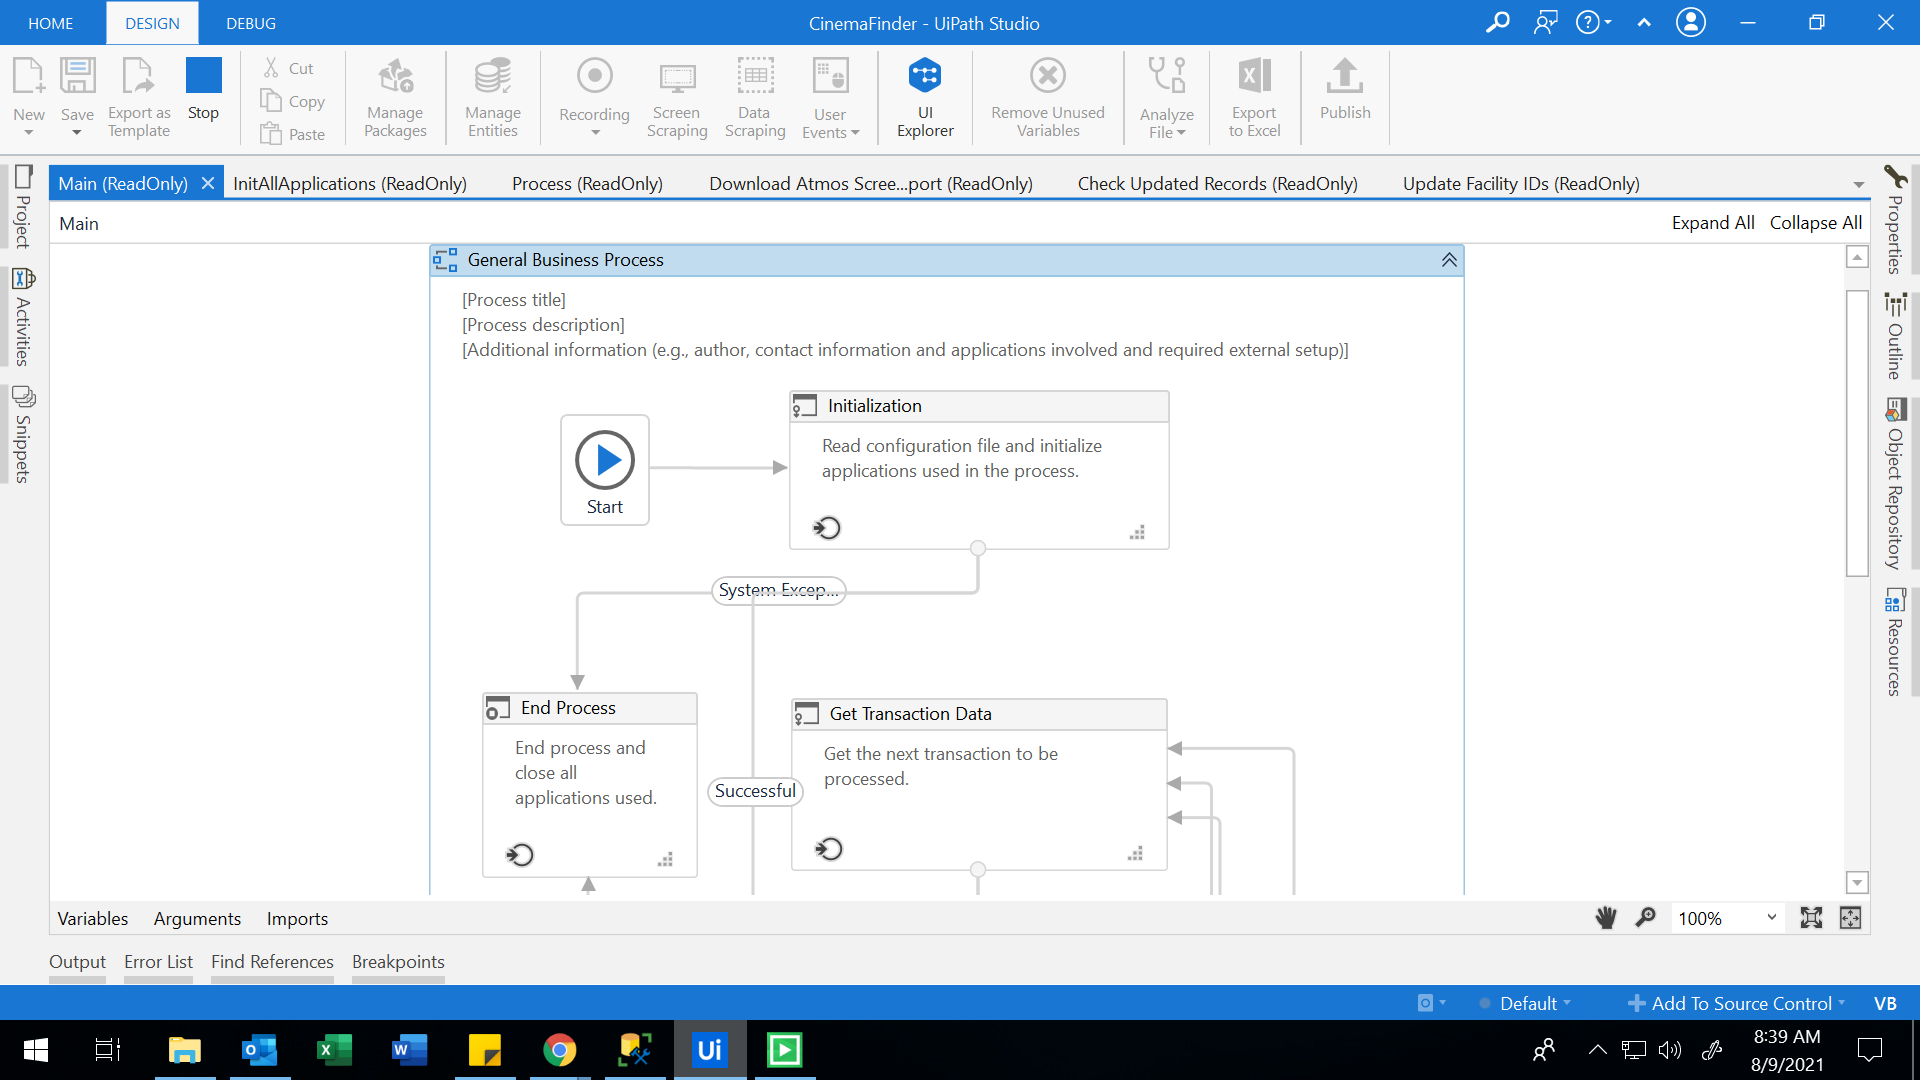 HOME
DESIGN
DEBUG
CinemaFinder - UiPath Studio
New
Save
Export as
Template
Stop
Cut
Copy
Paste
Manage
Packages
Manage
Entities
Recording
Screen
Scraping
Data
Scraping
User
Events
UI
Explorer
Remove Unused
Variables
Analyze
File
Export
to Excel
Publish
Main (ReadOnly)
InitAllApplications (ReadOnly)
Process (ReadOnly)
Download Atmos Scree...port (ReadOnly)
Check Updated Records (ReadOnly)
Update Facility IDs (ReadOnly)
Main
Expand All
Collapse All
Project
Activities
Snippets
Properties
Outline
Object Repository
Resources
General Business Process
[Process title]
[Process description]
[Additional information (e.g., author, contact information and applications involved and required external setup)]
Start
Initialization
Read configuration file and initialize
applications used in the process.
System Excep...
End Process
End process and
close all
applications used.
Successful
Get Transaction Data
Get the next transaction to be
processed.
Variables
Arguments
Imports
100%
Output
Error List
Find References
Breakpoints
Default
Add To Source Control
VB
Ui
8:39 AM
8/9/2021